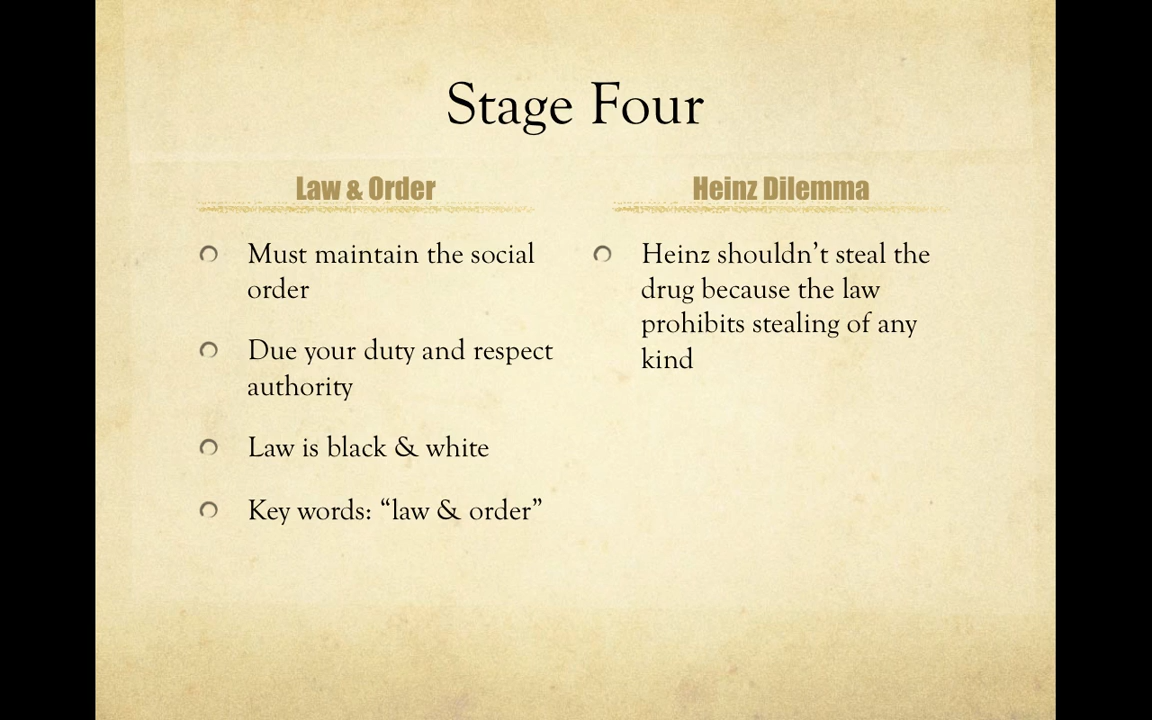 Stage Four
Law & Order
Must maintain the social
order
Due your duty and respect
authority
Law is black & white
Key words: “law & order”
Heinz Dilemma
Heinz shouldn’t steal the
drug because the law
prohibits stealing of any
kind